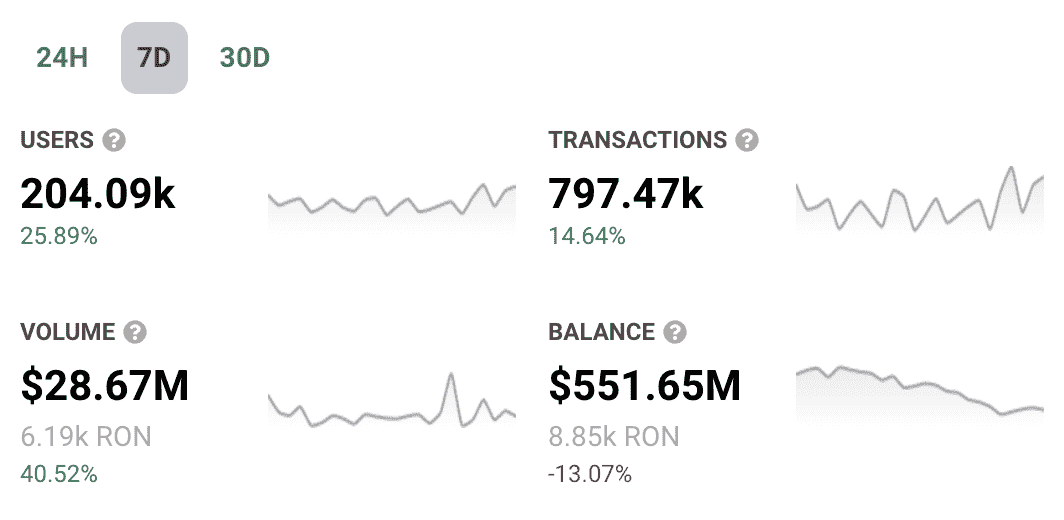 24H 7D 30D
USERS ?
204.09k
25.89%
TRANSACTIONS ?
797.47k
14.64%
VOLUME ?
$28.67M
6.19k RON
40.52%
BALANCE ?
$551.65M
8.85k RON
-13.07%